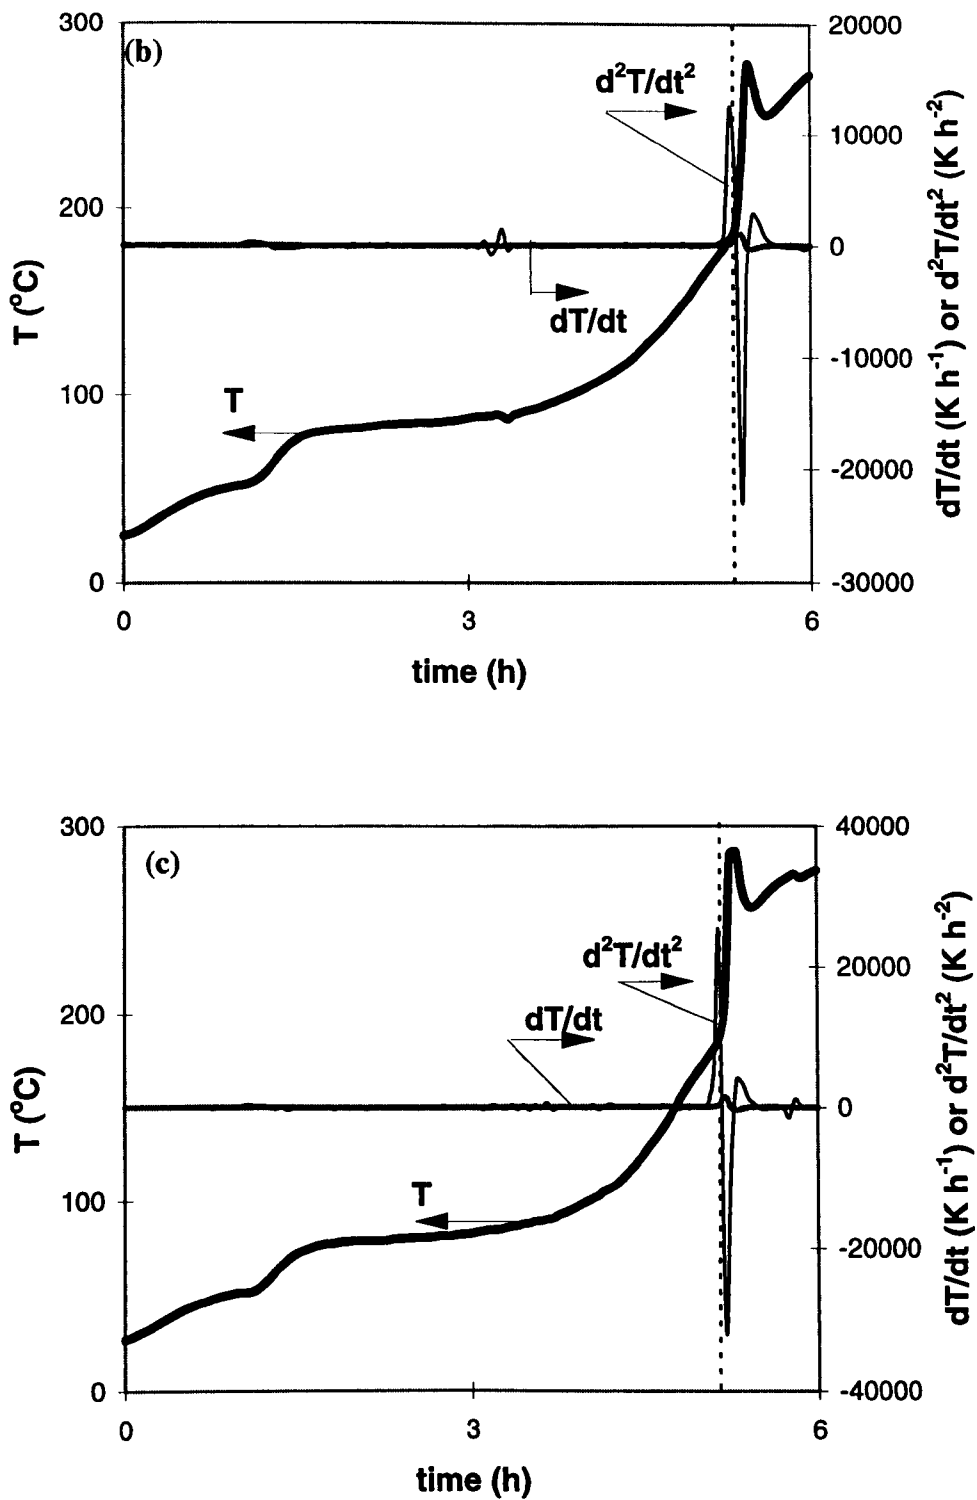 300
20000
(b)
d²T/dt²
10000
200
0
dT/dt
T (°C)
dT/dt (K h⁻¹) or d²T/dt² (K h⁻²)
-10000
100
T
-20000
0
-30000
0
3
6
time (h)
300
40000
(c)
d²T/dt²
20000
dT/dt
200
0
T (°C)
dT/dt (K h⁻¹) or d²T/dt² (K h⁻²)
T
100
-20000
0
-40000
0
3
6
time (h)